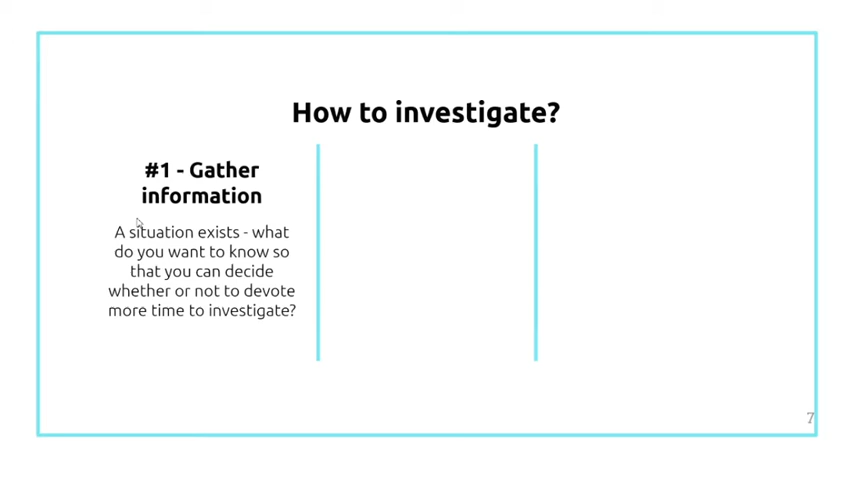 How to investigate?
#1 - Gather
information
A situation exists - what
do you want to know so
that you can decide
whether or not to devote
more time to investigate?
7